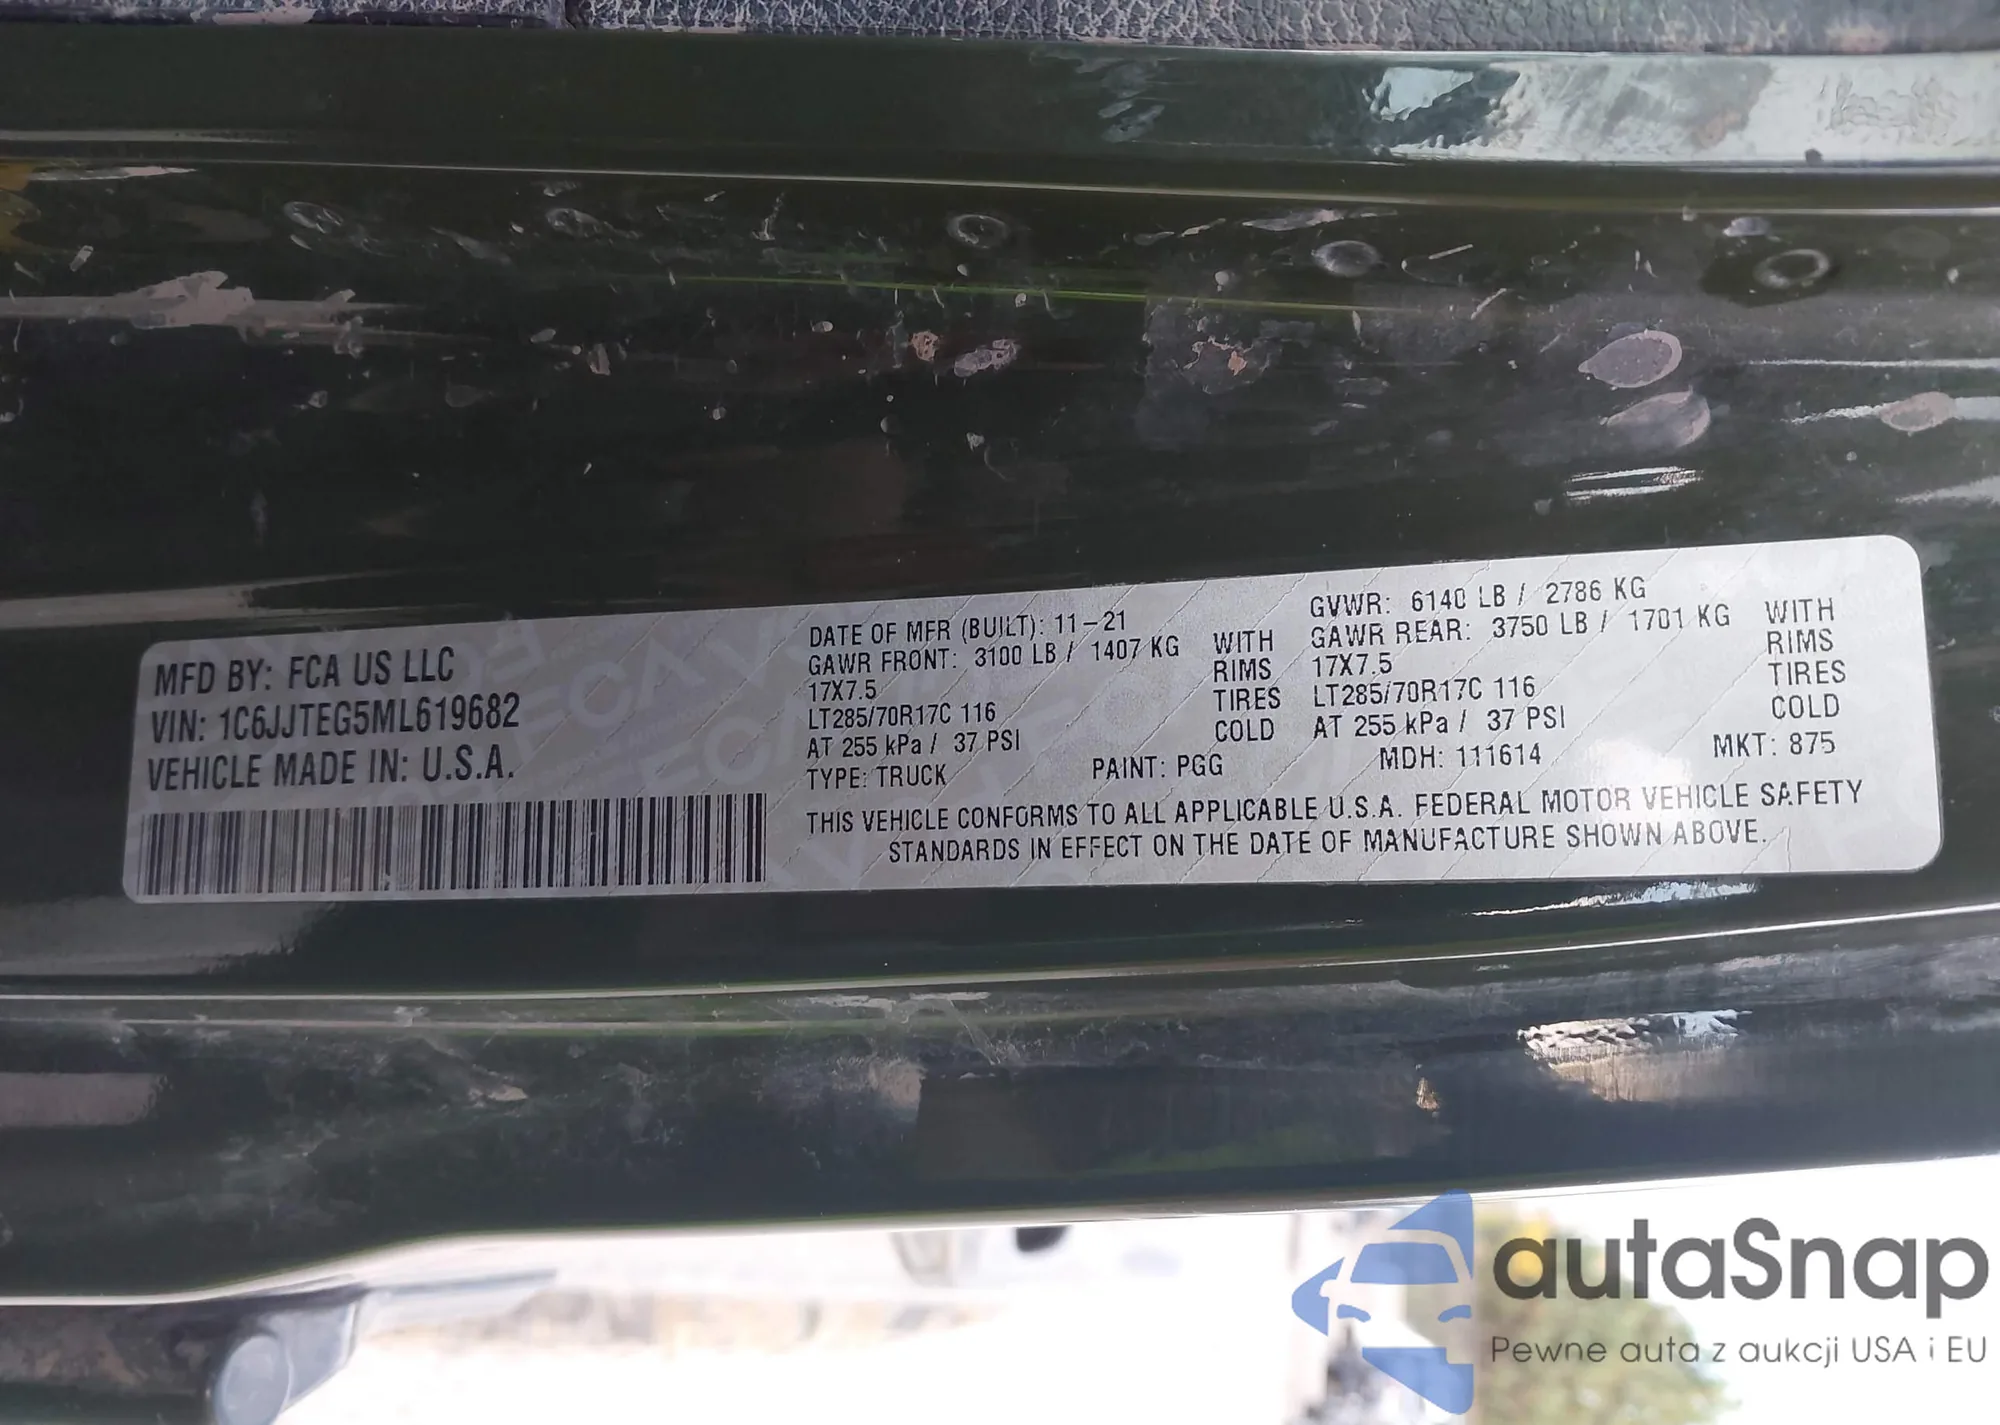 MFD BY: FCA US LLC
VIN: 1C6JJTEG5ML619682
VEHICLE MADE IN: U.S.A.
DATE OF MFR (BUILT): 11-21
GAWR FRONT: 3100 LB / 1407 KG WITH
17X7.5 RIMS
LT285/70R17C 116 TIRES
AT 255 kPa / 37 PSI COLD
GVWR: 6140 LB / 2786 KG
GAWR REAR: 3750 LB / 1701 KG WITH
17X7.5 RIMS
LT285/70R17C 116 TIRES
AT 255 kPa / 37 PSI COLD
TYPE: TRUCK PAINT: PGG MDH: 111614 MKT: 875
THIS VEHICLE CONFORMS TO ALL APPLICABLE U.S.A. FEDERAL MOTOR VEHICLE SAFETY
STANDARDS IN EFFECT ON THE DATE OF MANUFACTURE SHOWN ABOVE.
autaSnap
Pewne auta z aukcji USA i EU